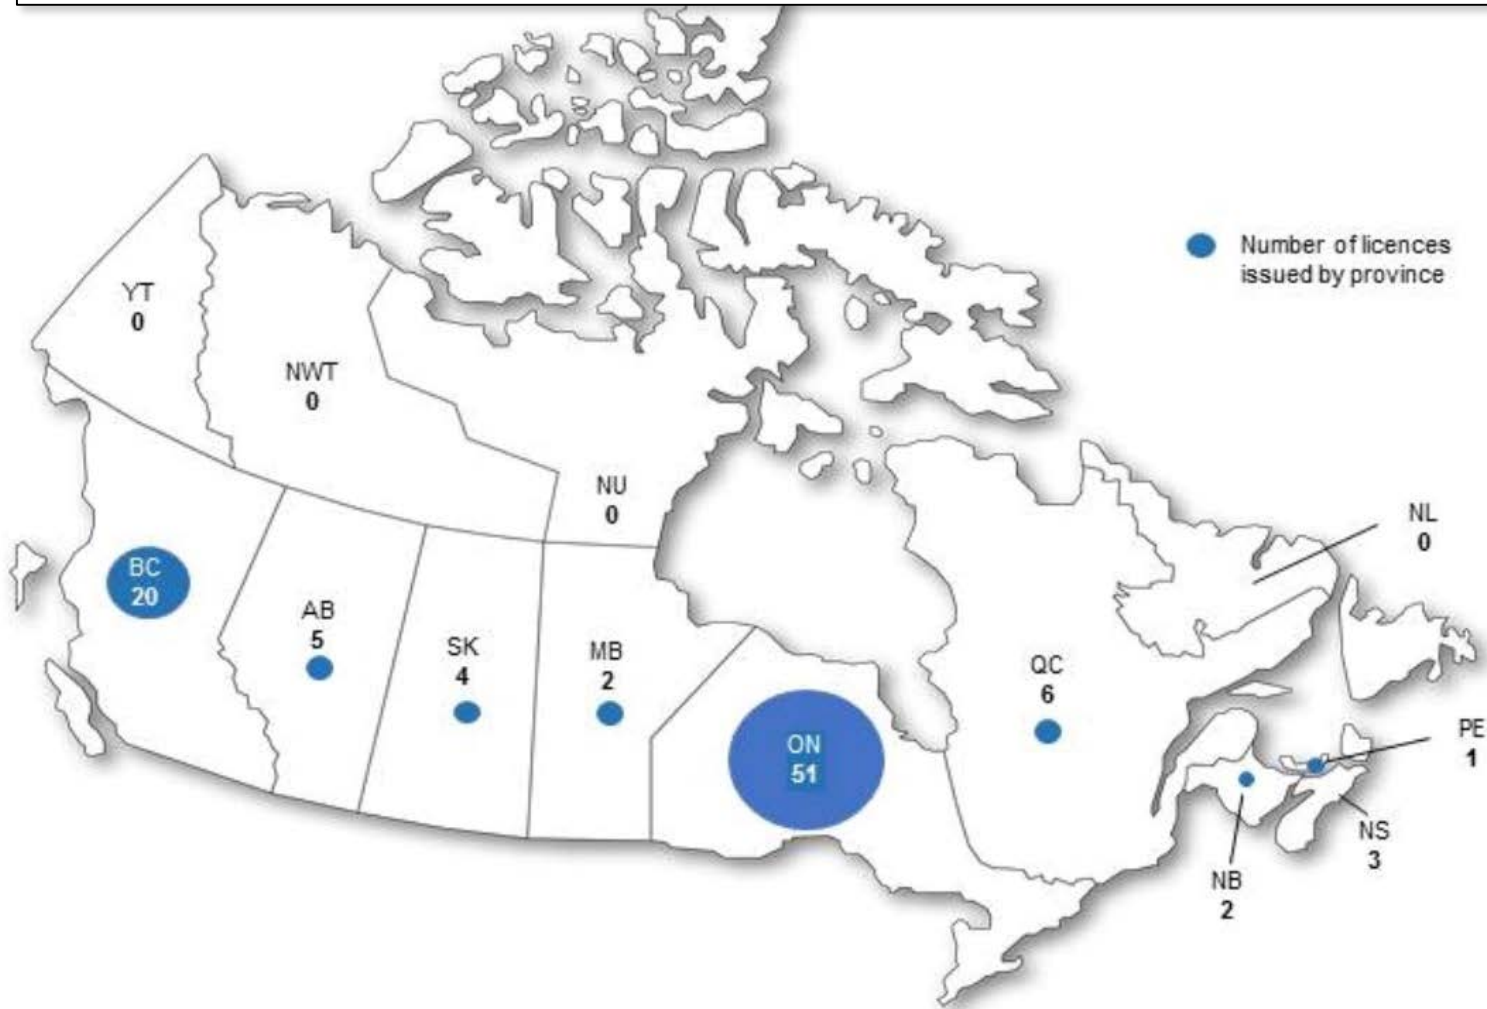 Number of licences
issued by province
YT
0
NWT
0
NU
0
NL
0
BC
20
AB
5
SK
4
MB
2
ON
51
QC
6
PE
1
NS
3
NB
2